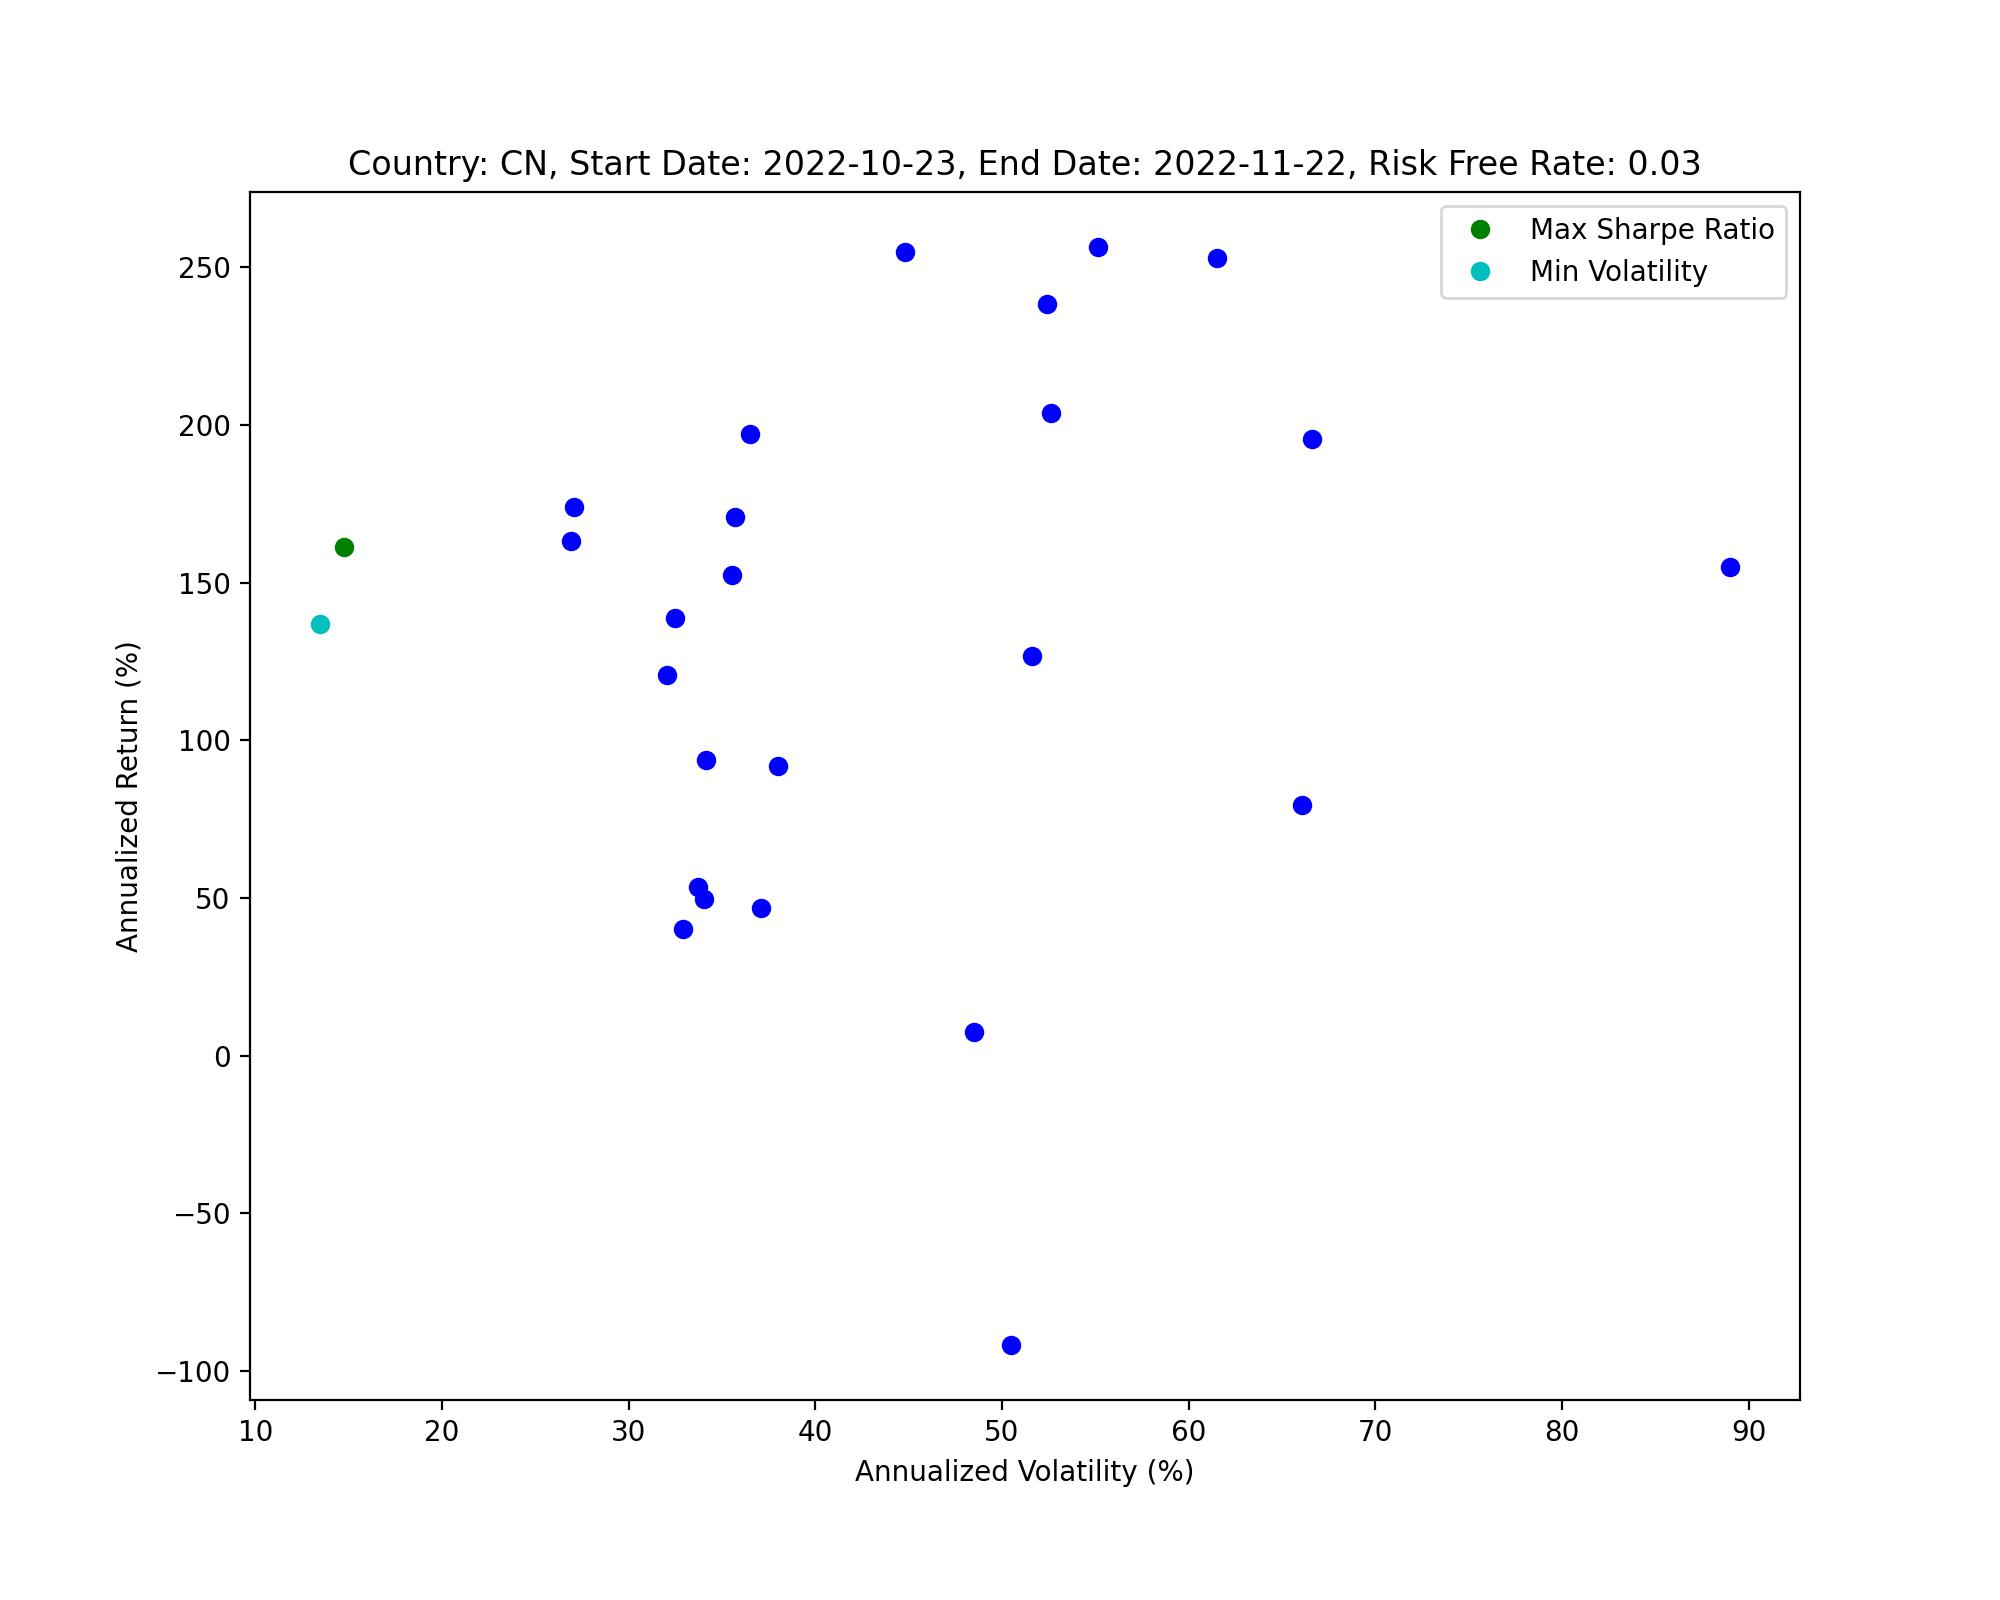 Country: CN, Start Date: 2022-10-23, End Date: 2022-11-22, Risk Free Rate: 0.03
Max Sharpe Ratio
Min Volatility
250
200
150
100
50
0
−50
−100
Annualized Return (%)
10 20 30 40 50 60 70 80 90
Annualized Volatility (%)